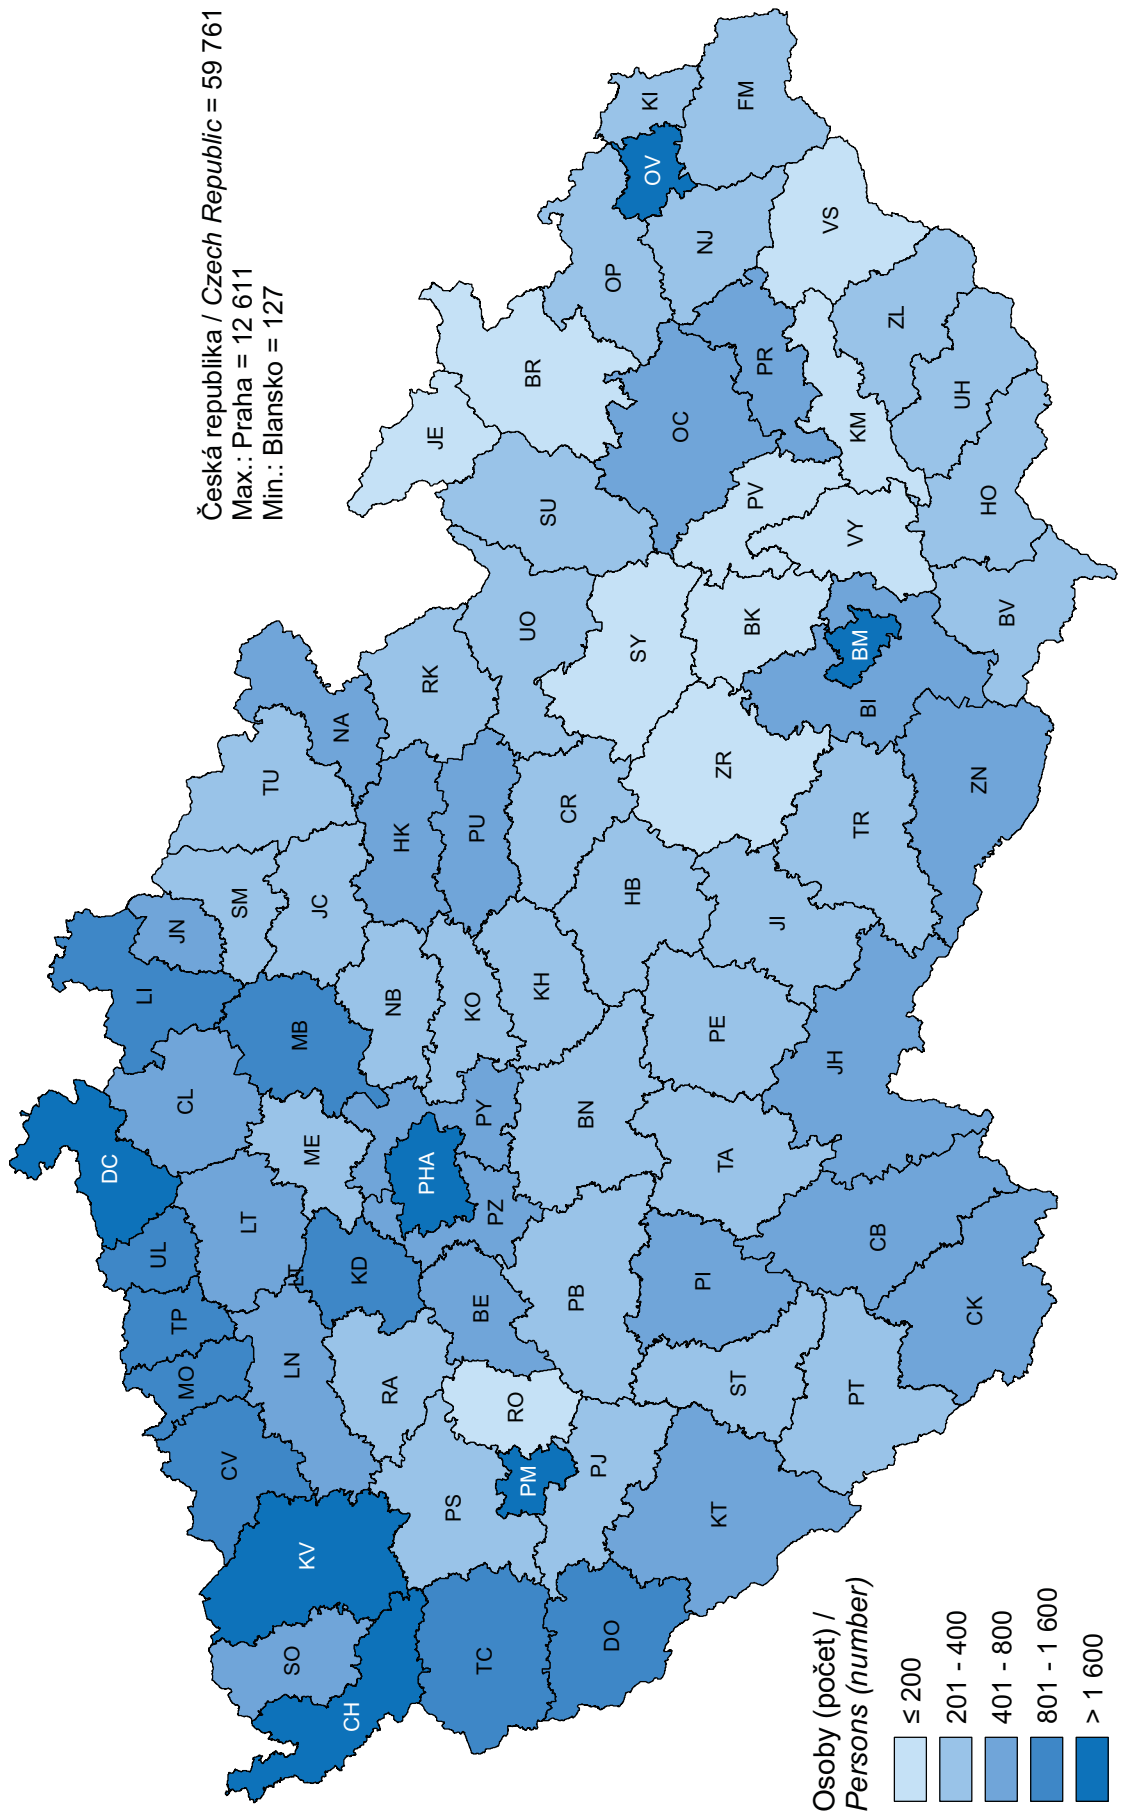 Česká republika / Czech Republic = 59 761
Max.: Praha = 12 611
Min.: Blansko = 127
DC
LI
JN
UL
CL
SM
TP
TU
MO
LT
MB
JC
NA
CV
LN
LT
ME
KV
KD
NB
HK
RK
SO
RA
PHA
KO
PU
UO
SU
JE
CH
BE
PZ
PY
KH
CR
BR
OP
KI
PS
RO
PM
PB
BN
HB
SY
OC
NJ
OV
FM
TC
PJ
PI
TA
PE
ZR
BK
PV
PR
VS
DO
KT
ST
JI
TR
BI
BM
VY
KM
ZL
PT
CB
JH
ZN
BV
HO
UH
CK
Osoby (počet) /
Persons (number)
≤ 200
201 - 400
401 - 800
801 - 1 600
> 1 600